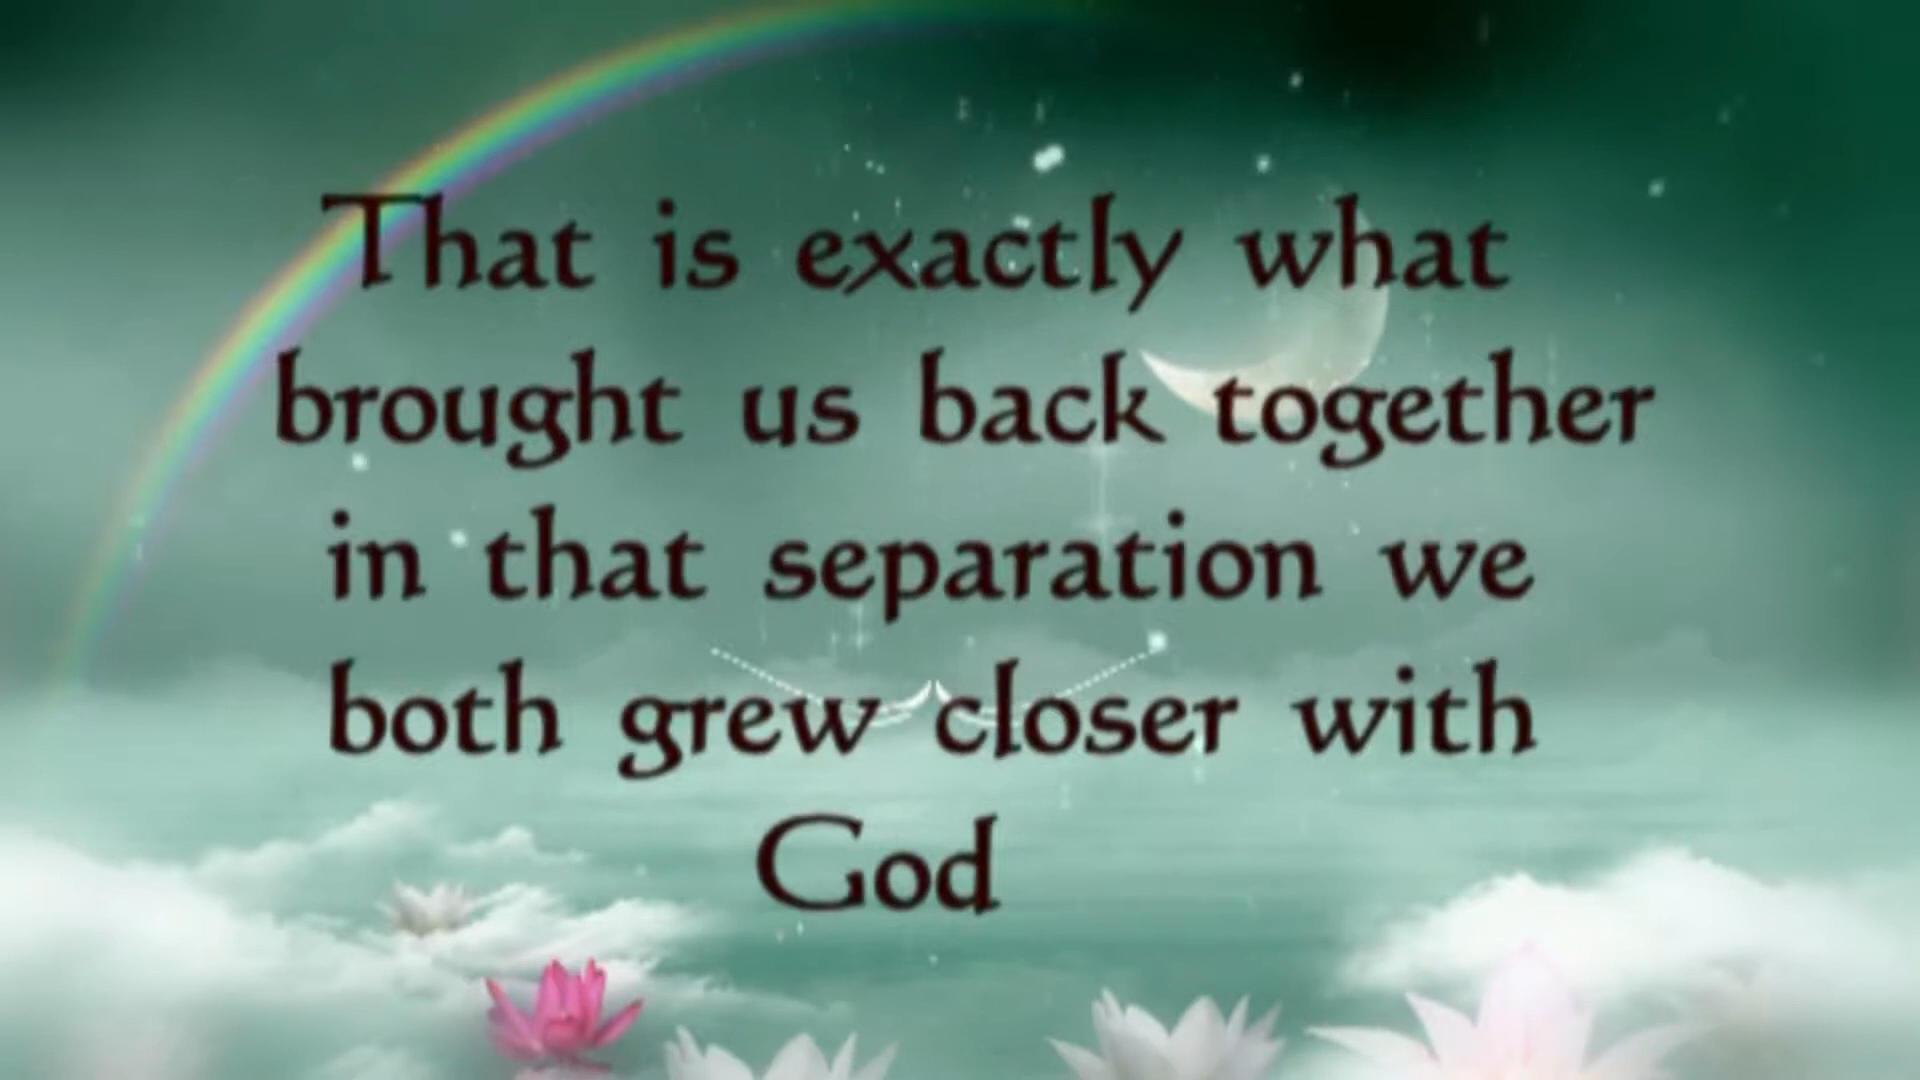 That is exactly what
brought us back together
in that separation we
both grew closer with
God